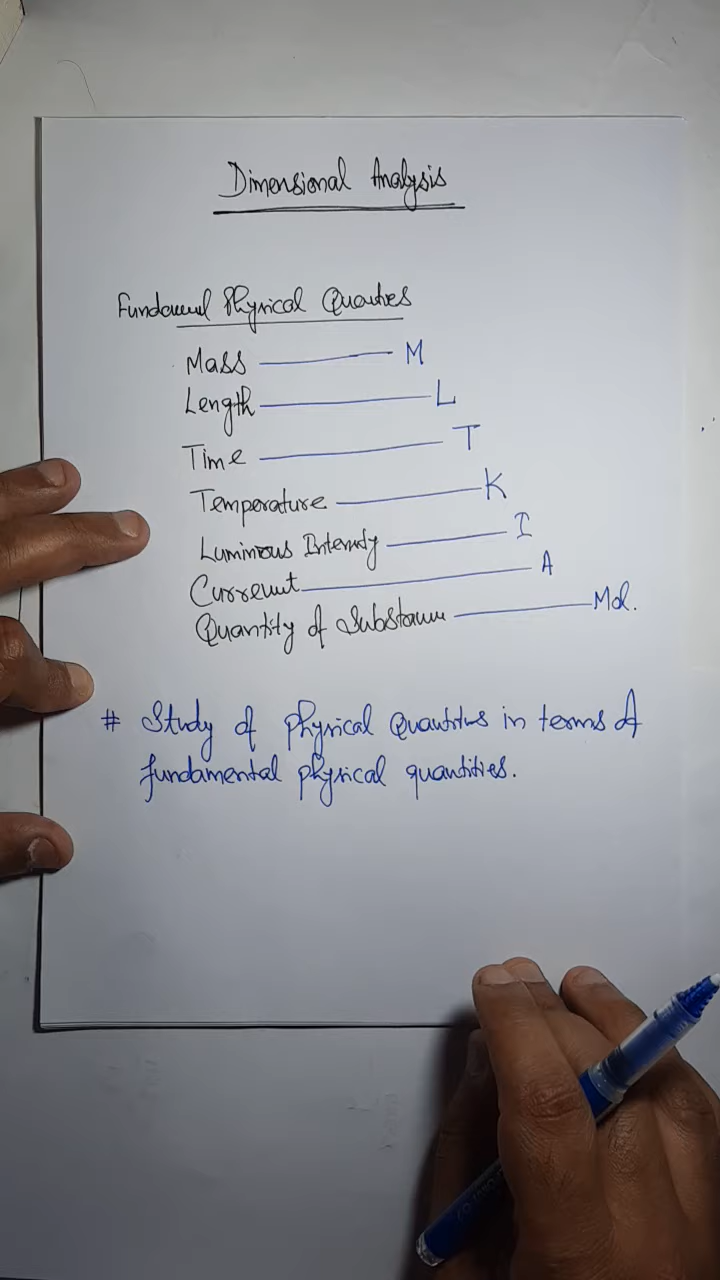 Dimensional Analysis
Fundamental Physical Quantities
Mass M
Length L
Time T
Temperature K
Luminous Intensity I
Current A
Quantity of Substance Mol.
# Study of physical Quantities in terms of
fundamental physical quantities.